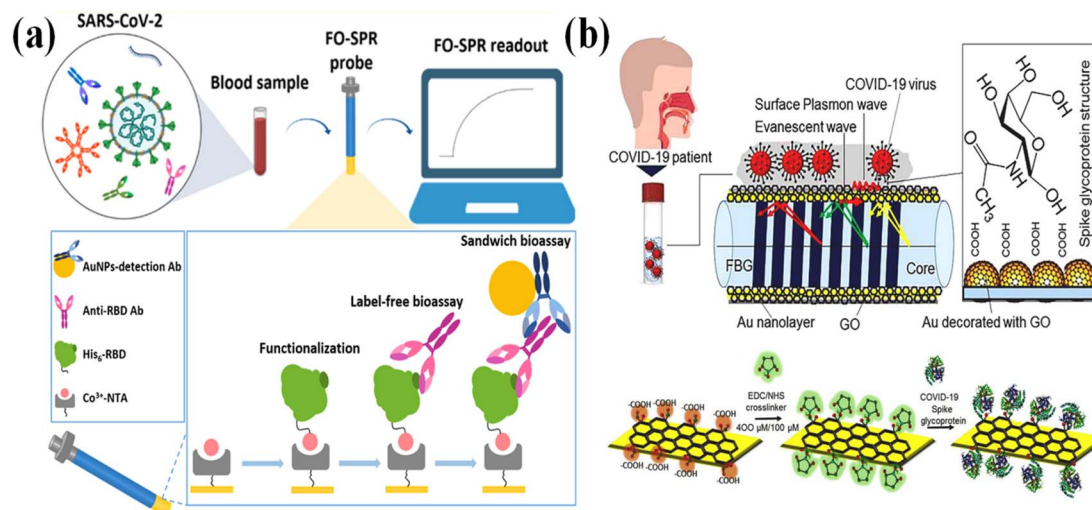 (a)
SARS-CoV-2
Blood sample
FO-SPR
probe
FO-SPR readout
AuNPs-detection Ab
Anti-RBD Ab
His₆-RBD
Co³⁺-NTA
Functionalization
Label-free bioassay
Sandwich bioassay
(b)
COVID-19 patient
Surface Plasmon wave
Evanescent wave
COVID-19 virus
FBG
Core
Au nanolayer
GO
Au decorated with GO
HO
OH
HO
O
OH
O
NH
CH₃
COOH
COOH
COOH
COOH
Spike glycoprotein structure
-COOH
-COOH
-COOH
-COOH
-COOH
-COOH
-COOH
-COOH
EDC/NHS
crosslinker
400 µM/100 µM
COVID-19
Spike
glycoprotein